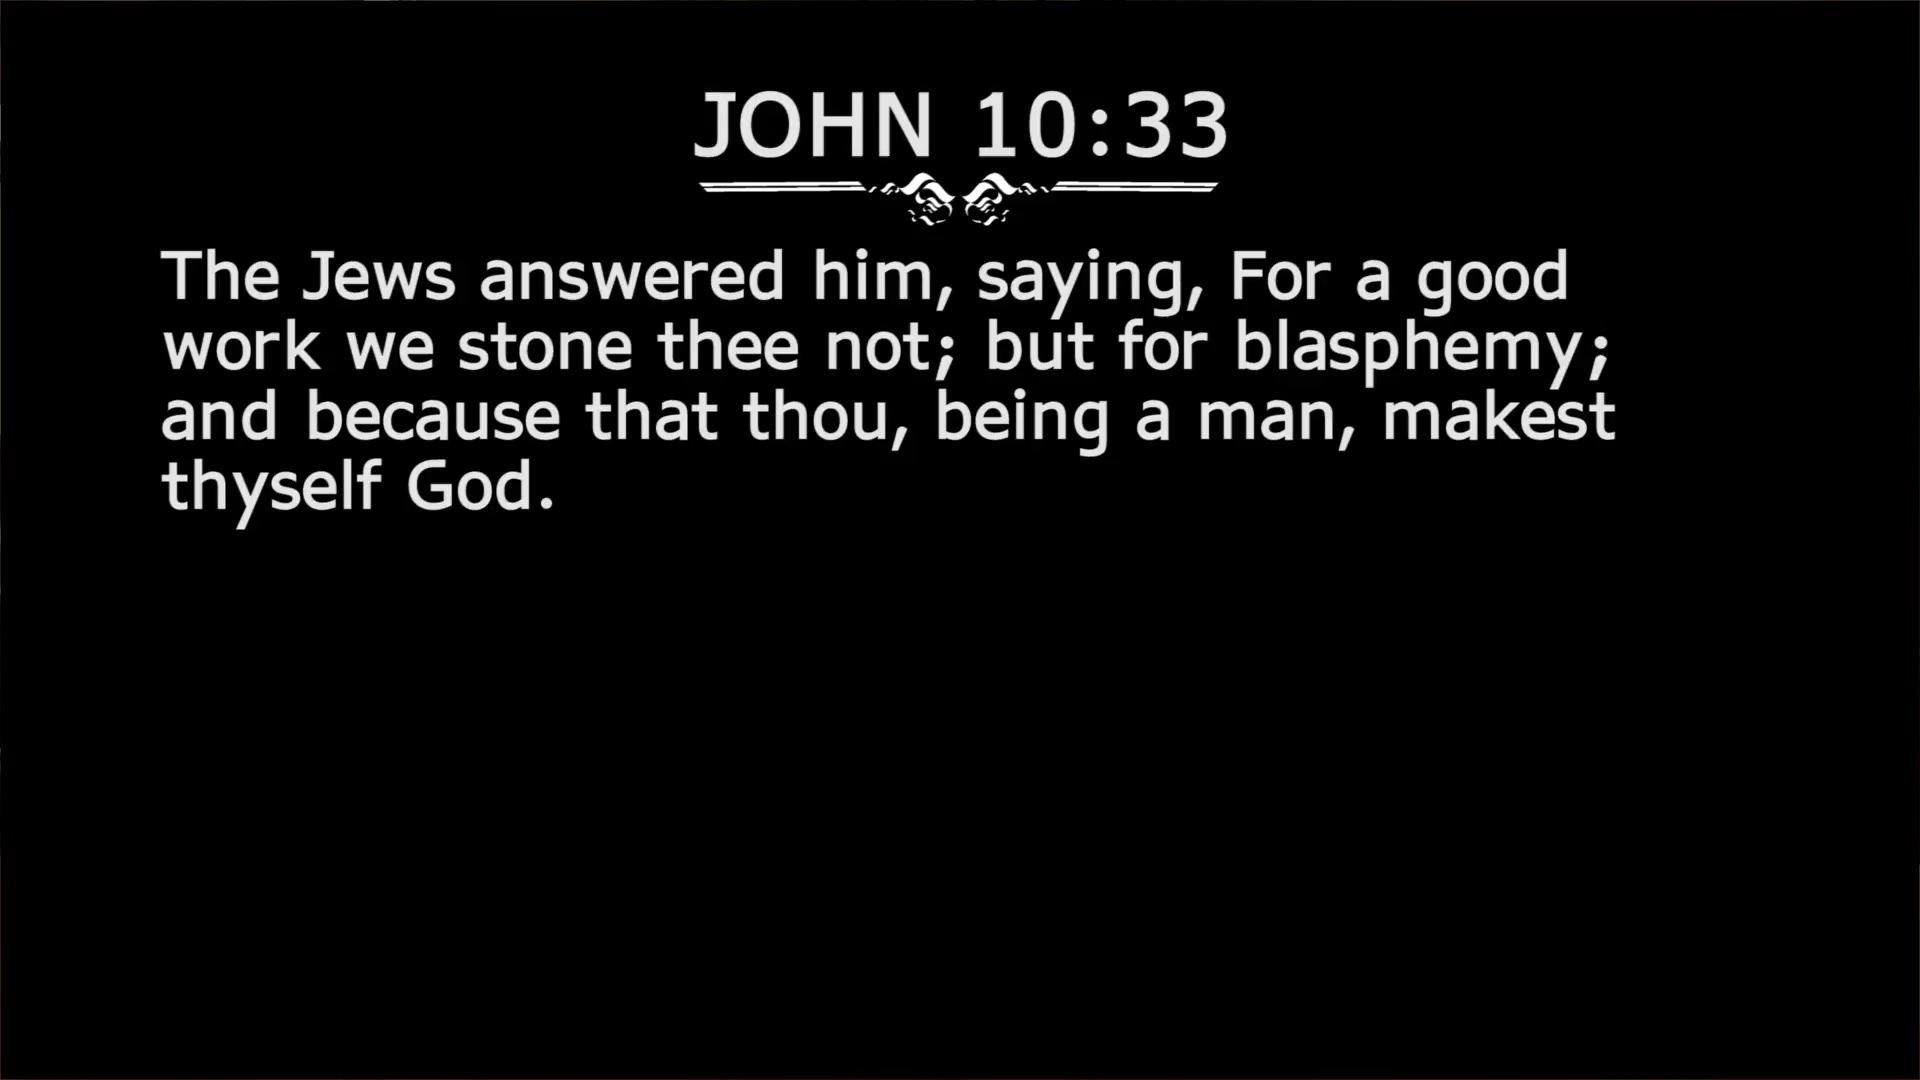 JOHN 10:33
The Jews answered him, saying, For a good
work we stone thee not; but for blasphemy;
and because that thou, being a man, makest
thyself God.